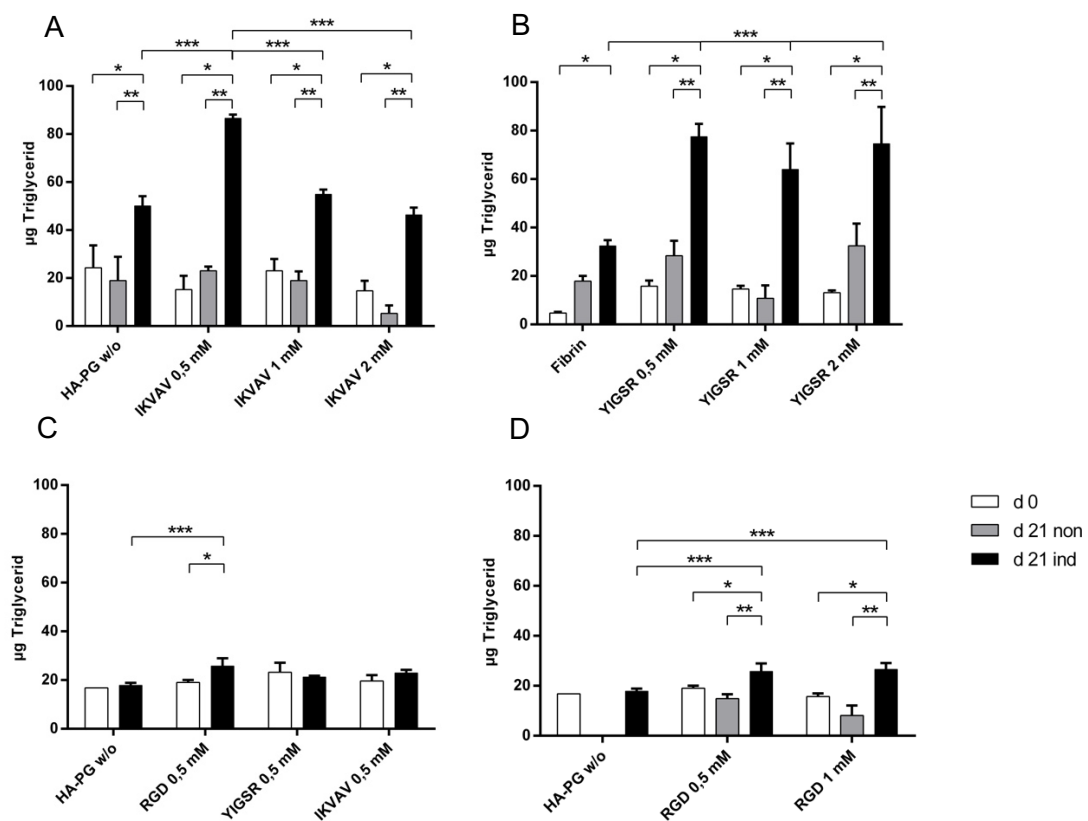 A
***
*** ***
* * * *
** ** ** **
100
80
60
40
20
0
µg Triglycerid
HA-PG w/o
IKVAV 0,5 mM
IKVAV 1 mM
IKVAV 2 mM
B
***
* * * *
** ** **
100
80
60
40
20
0
µg Triglycerid
Fibrin
YIGSR 0,5 mM
YIGSR 1 mM
YIGSR 2 mM
C
***
*
100
80
60
40
20
0
µg Triglycerid
HA-PG w/o
RGD 0,5 mM
YIGSR 0,5 mM
IKVAV 0,5 mM
D
***
***
* *
** **
100
80
60
40
20
0
µg Triglycerid
HA-PG w/o
RGD 0,5 mM
RGD 1 mM
d 0
d 21 non
d 21 ind